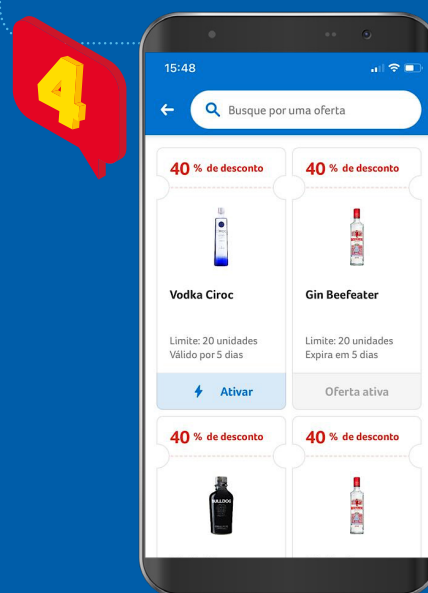 4
15:48
Busque por uma oferta
40 % de desconto
Vodka Ciroc
Limite: 20 unidades
Válido por 5 dias
Ativar
40 % de desconto
Gin Beefeater
Limite: 20 unidades
Expira em 5 dias
Oferta ativa
40 % de desconto
BULLDOG
40 % de desconto